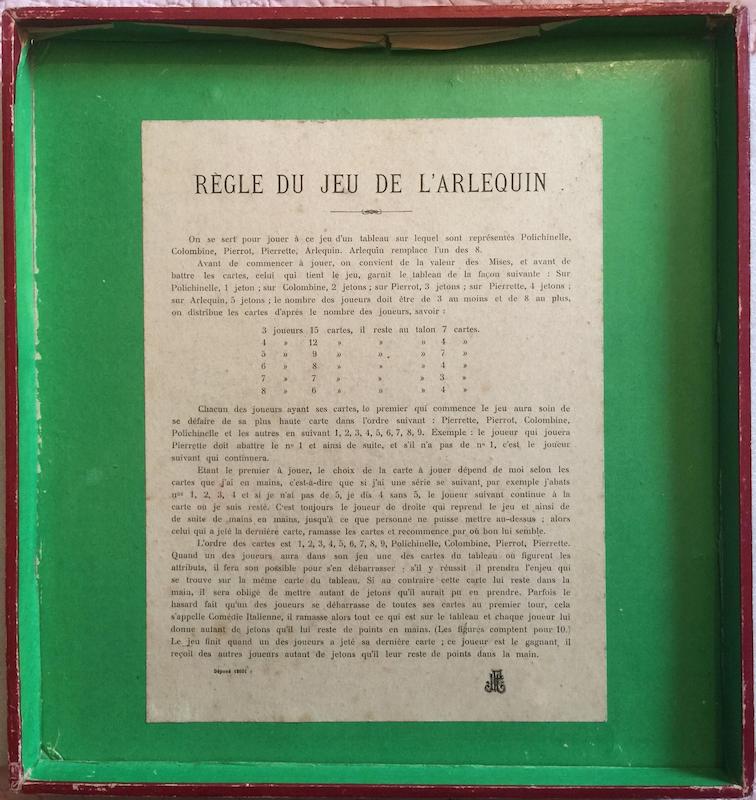 RÈGLE DU JEU DE L'ARLEQUIN
On se sert pour jouer à ce jeu d'un tableau sur lequel sont représentés Polichinelle,
Colombine, Pierrot, Pierrette, Arlequin. Arlequin remplace l'un des 8.
Avant de commencer à jouer, on convient de la valeur des Mises, et avant de
battre les cartes, celui qui tient le jeu, garnit le tableau de la façon suivante : Sur
Polichinelle, 1 jeton ; sur Colombine, 2 jetons ; sur Pierrot, 3 jetons ; sur Pierrette, 4 jetons ;
sur Arlequin, 5 jetons ; le nombre des joueurs doit être de 3 au moins et de 8 au plus,
on distribue les cartes d'après le nombre des joueurs, savoir :
3 joueurs 15 cartes, il reste au talon 7 cartes.
4 » 12 » » » 4 »
5 » 9 » » » 7 »
6 » 8 » » » 4 »
7 » 7 » » » 3 »
8 » 6 » » » 4 »
Chacun des joueurs ayant ses cartes, lo premier qui commence le jeu aura soin de
se défaire de sa plus haute carte dans l'ordre suivant : Pierrette, Pierrot, Colombine,
Polichinelle et les autres en suivant 1, 2, 3, 4, 5, 6, 7, 8, 9. Exemple : le joueur qui jouera
Pierrette doit abattre le nº 1 et ainsi de suite, et s'il n'a pas de nº 1, c'est le joueur
suivant qui continuera.
Etant le premier à jouer, le choix de la carte à jouer dépend de moi selon les
cartes que j'ai en mains, c'est-à-dire que si j'ai une série se suivant, par exemple j'abats
nºˢ 1, 2, 3, 4 et si je n'ai pas de 5, je dis 4 sans 5, le joueur suivant continue à la
carte où je suis resté. C'est toujours le joueur de droite qui reprend le jeu et ainsi de
de suite de mains en mains, jusqu'à ce que personne ne puisse mettre au-dessus ; alors
celui qui a jeté la dernière carte, ramasse les cartes et recommence par où bon lui semble.
L'ordre des cartes est 1, 2, 3, 4, 5, 6, 7, 8, 9, Polichinelle, Colombine, Pierrot, Pierrette.
Quand un des joueurs aura dans son jeu une des cartes du tableau où figurent les
attributs, il fera son possible pour s'en débarrasser ; s'il y réussit il prendra l'enjeu qui
se trouve sur la même carte du tableau. Si au contraire cette carte lui reste dans la
main, il sera obligé de mettre autant de jetons qu'il aurait pu en prendre. Parfois le
hasard fait qu'un des joueurs se débarrasse de toutes ses cartes au premier tour, cela
s'appelle Comédie Italienne, il ramasse alors tout ce qui est sur le tableau et chaque joueur lui
donne autant de jetons qu'il lui reste de points en mains. (Les figures comptent pour 10.)
Le jeu finit quand un des joueurs a jeté sa dernière carte ; ce joueur est le gagnant, il
reçoit des autres joueurs autant de jetons qu'il leur reste de points dans la main.
Déposé